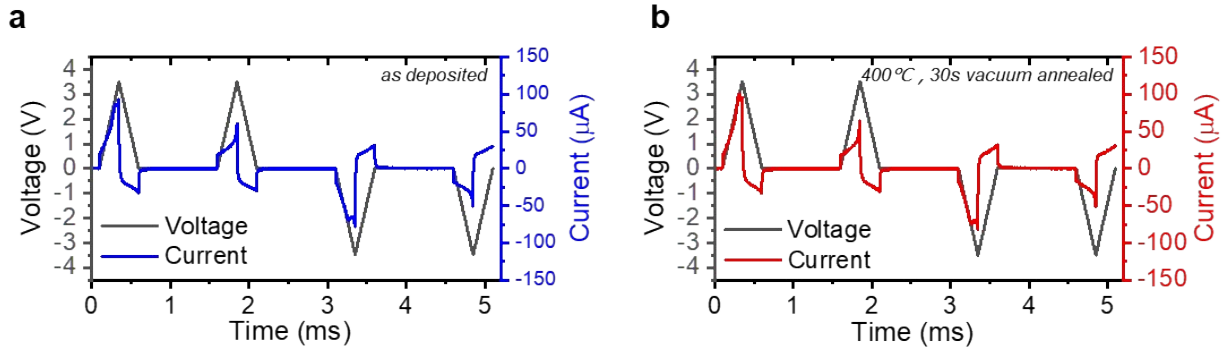 a
as deposited
Voltage (V)
4
3
2
1
0
-1
-2
-3
-4
Current (μA)
150
100
50
0
-50
-100
-150
Voltage
Current
0 1 2 3 4 5
Time (ms)
b
400℃, 30s vacuum annealed
Voltage (V)
4
3
2
1
0
-1
-2
-3
-4
Current (μA)
150
100
50
0
-50
-100
-150
Voltage
Current
0 1 2 3 4 5
Time (ms)